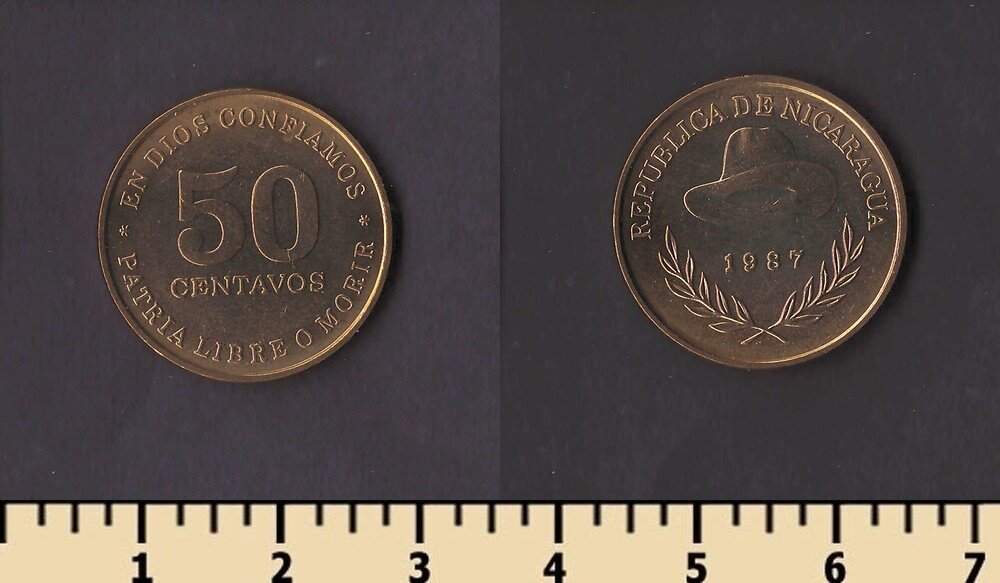 * EN DIOS CONFIAMOS *
50
CENTAVOS
PATRIA LIBRE O MORIR
REPUBLICA DE NICARAGUA
1987
1 2 3 4 5 6 7